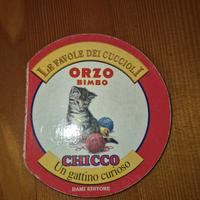 LE FAVOLE DEI CUCCIOLI
ORZO
BIMBO
CHICCO
Un gattino curioso
DAMI EDITORE